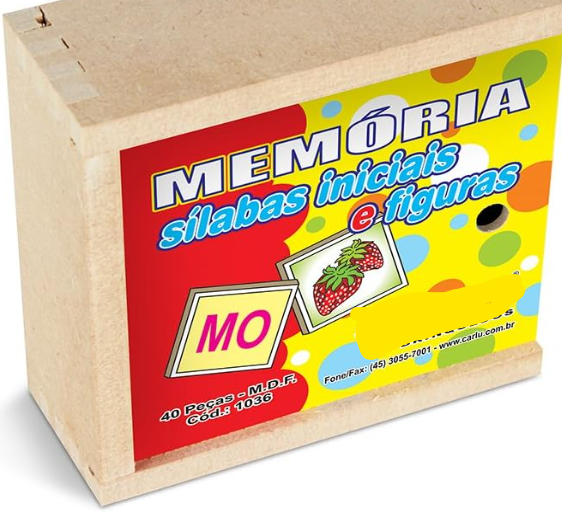 MEMÓRIA
sílabas iniciais
e figuras
MO
40 Peças - M.D.F.
Cód.: 1036
Fone/Fax: (45) 3055-7001 - www.carlu.com.br